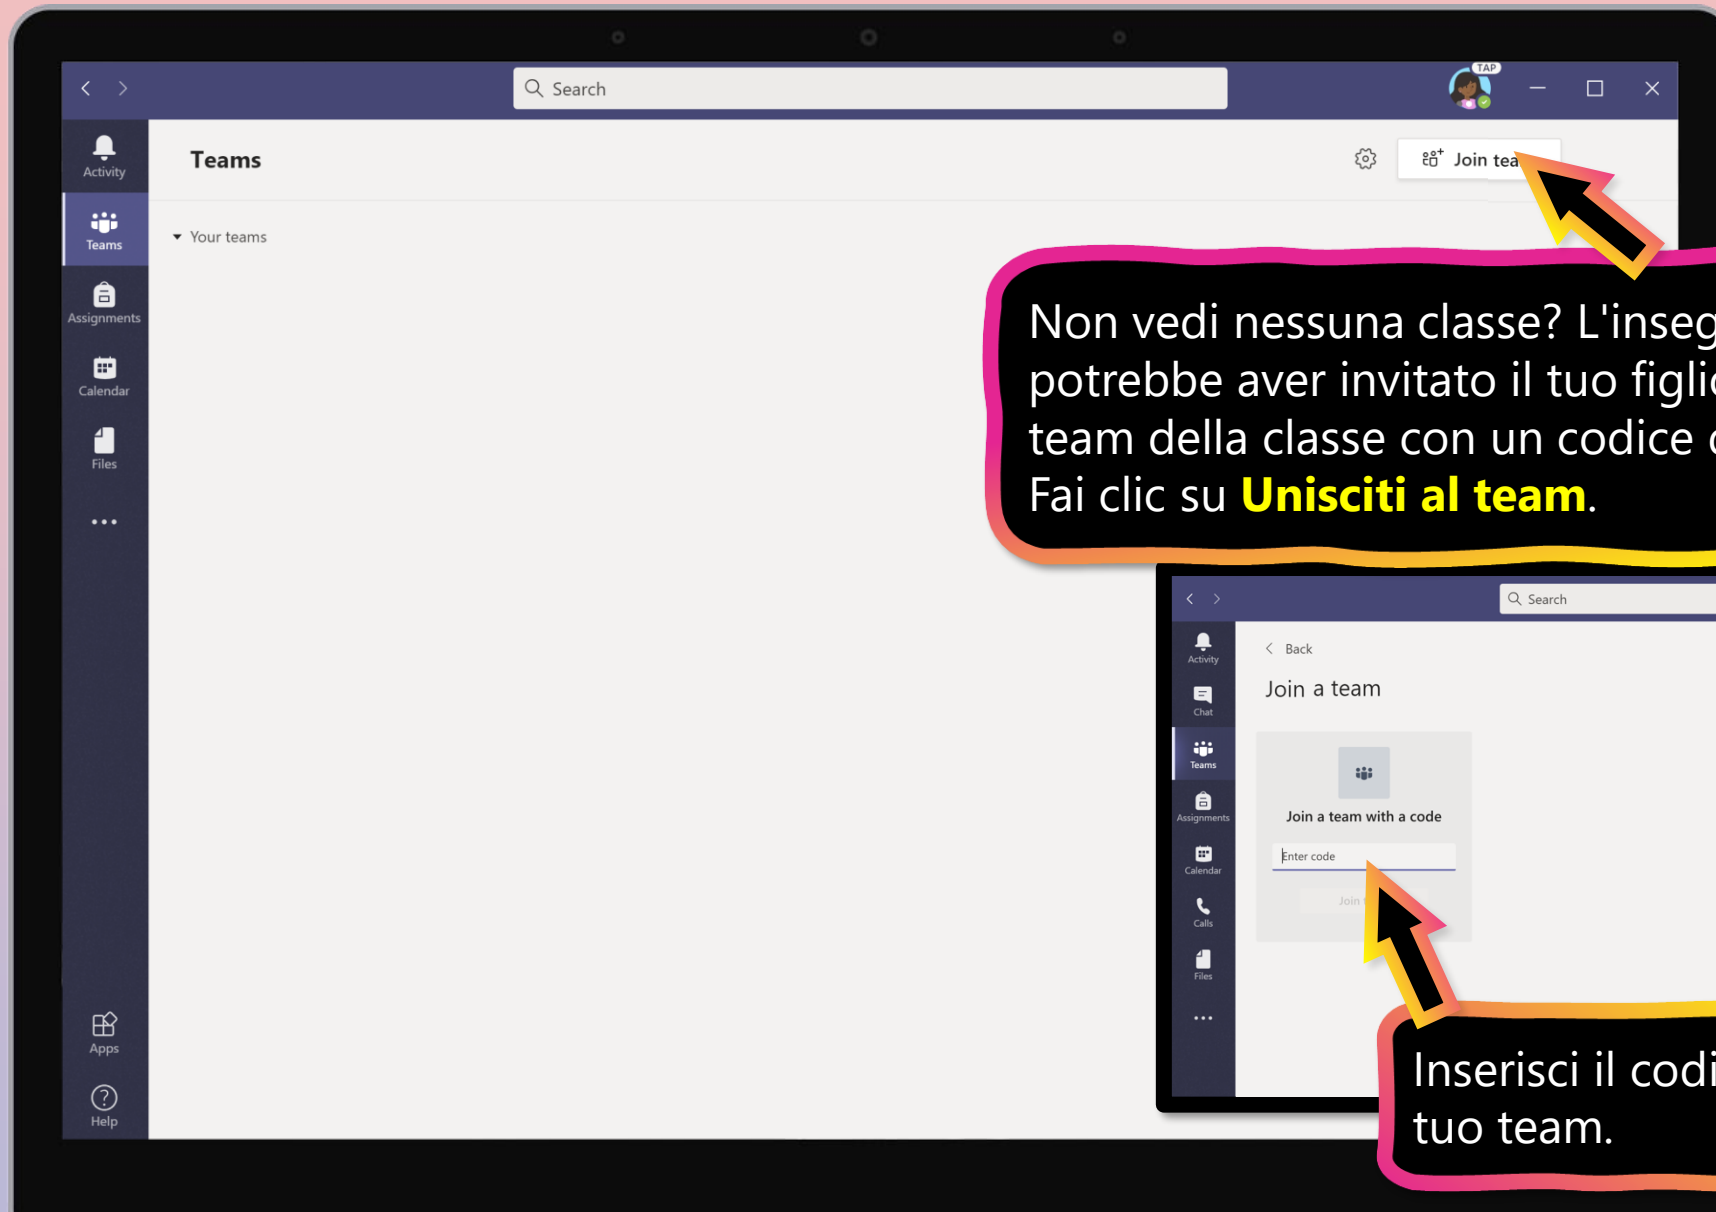 Search
TAP
Activity
Teams
Join
Teams
Your teams
Assignments
Calendar
Files
Non vedi nessuna classe? L'inseg
potrebbe aver invitato il tuo figlio
team della classe con un codice
Fai clic su Unisciti al team.
Search
Activity
Back
Join a team
Chat
Teams
Assignments
Join a team with a code
Enter code
Calendar
Join
Calls
Files
Apps
Help
Inserisci il codi
tuo team.